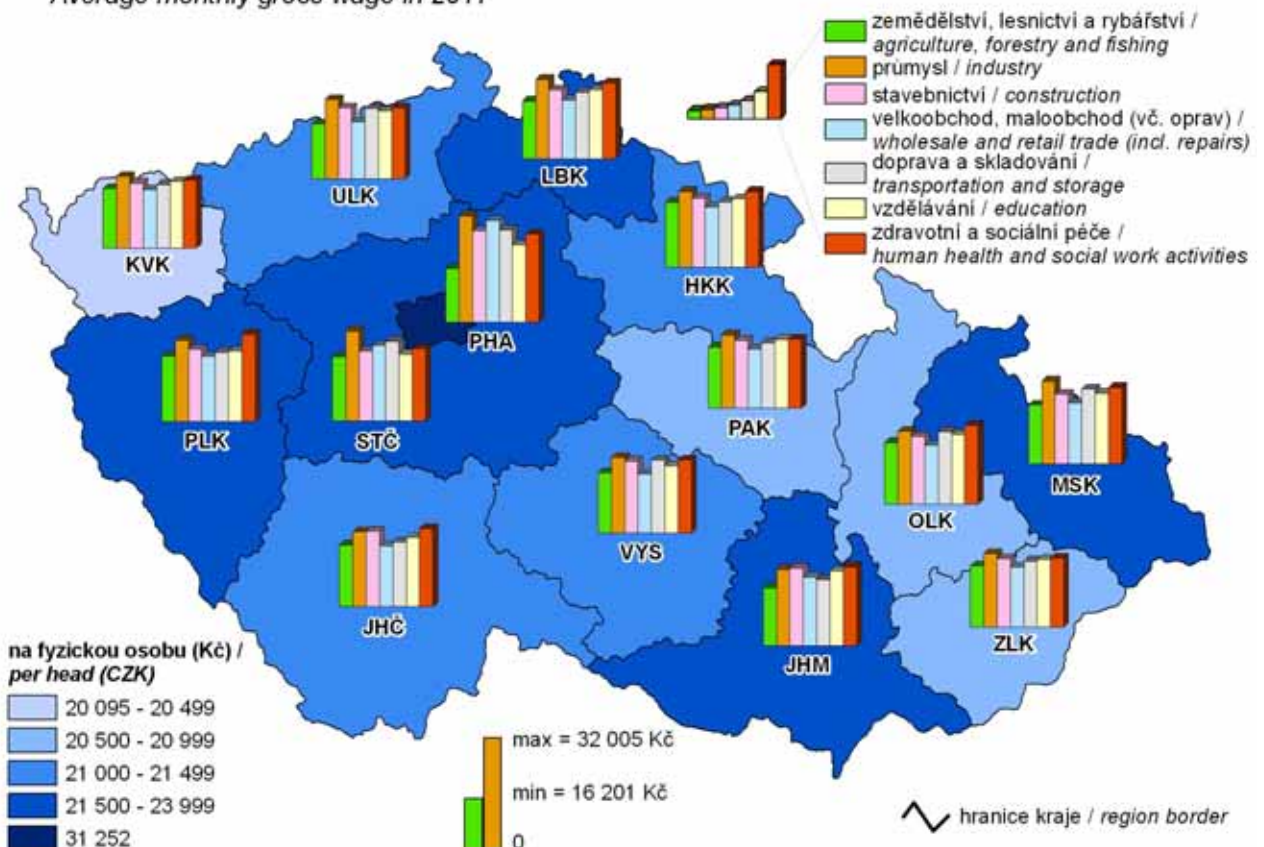 Average monthly gross wage in 2011
zemědělství, lesnictví a rybářství /
agriculture, forestry and fishing
průmysl / industry
stavebnictví / construction
velkoobchod, maloobchod (vč. oprav) /
wholesale and retail trade (incl. repairs)
doprava a skladování /
transportation and storage
vzdělávání / education
zdravotní a sociální péče /
human health and social work activities
LBK
ULK
KVK
HKK
PHA
PLK
STČ
PAK
MSK
OLK
VYS
JHČ
ZLK
JHM
na fyzickou osobu (Kč) /
per head (CZK)
20 095 - 20 499
20 500 - 20 999
21 000 - 21 499
21 500 - 23 999
31 252
max = 32 005 Kč
min = 16 201 Kč
0
hranice kraje / region border